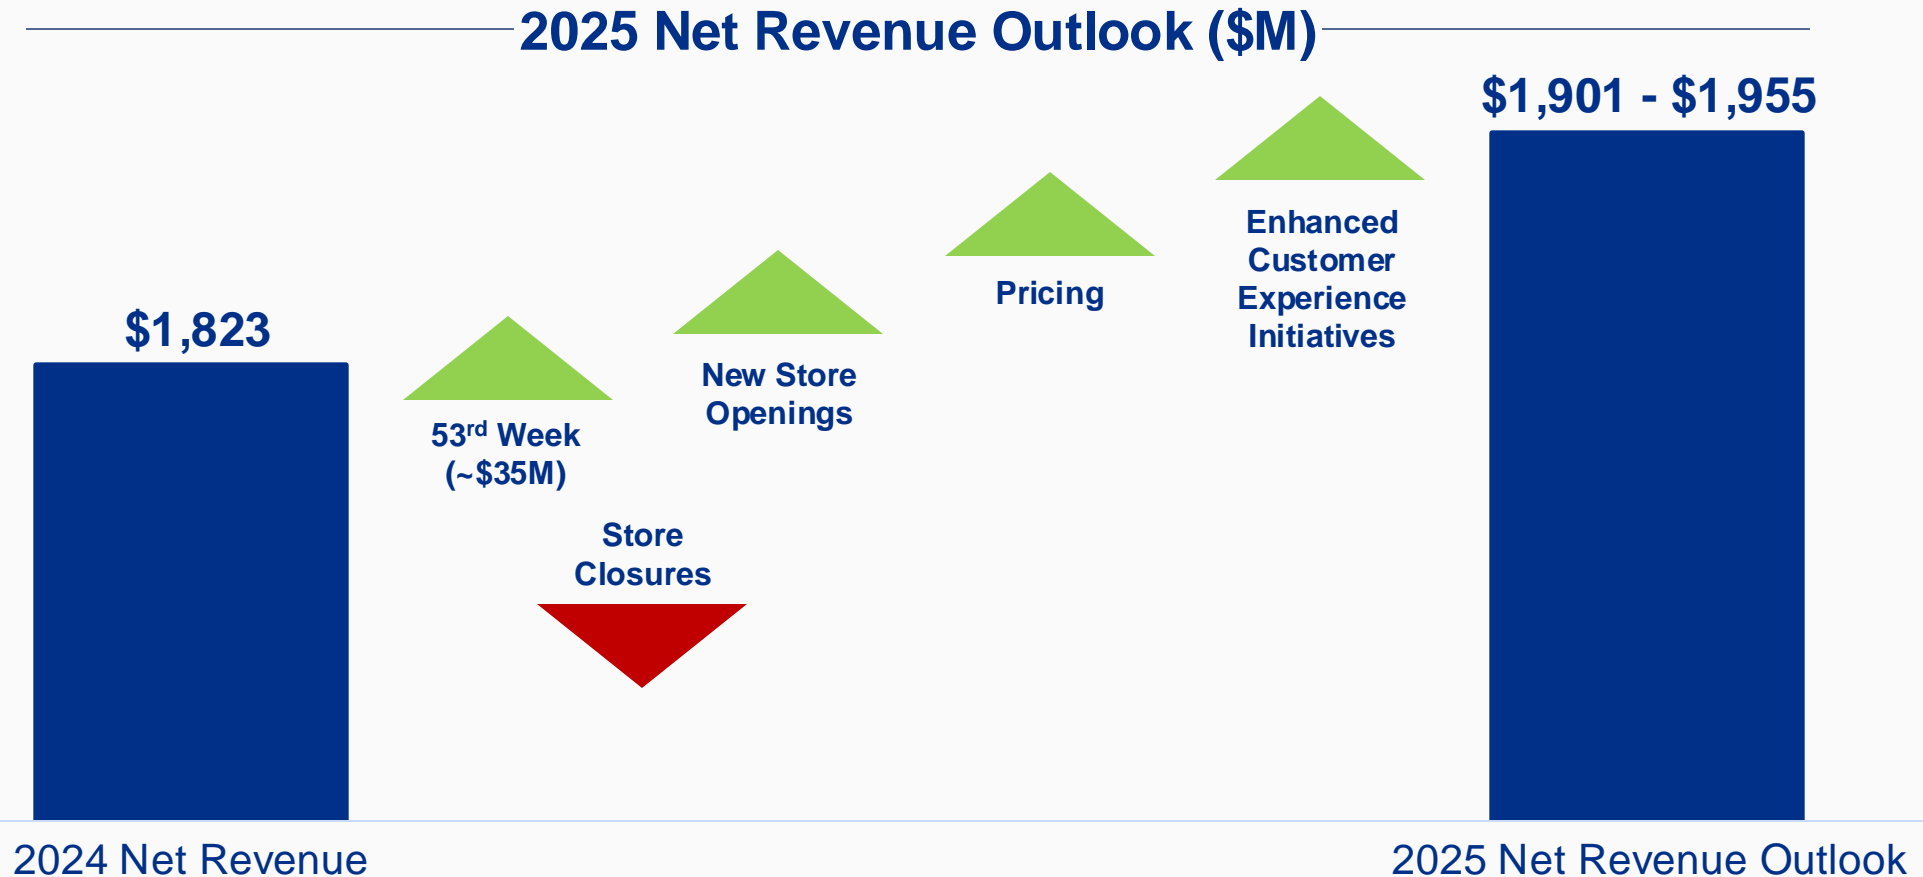 2025 Net Revenue Outlook ($M)
$1,823
53rd Week
(~$35M)
Store
Closures
New Store
Openings
Pricing
Enhanced
Customer
Experience
Initiatives
$1,901 - $1,955
2024 Net Revenue
2025 Net Revenue Outlook